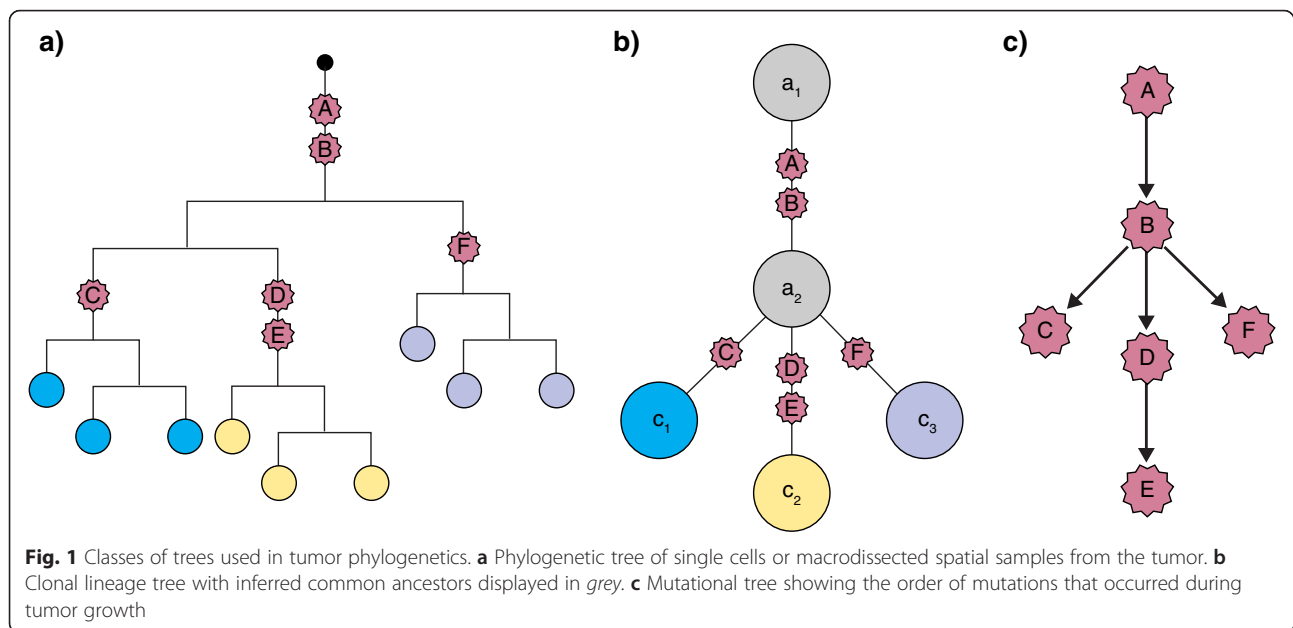 a)
A
B
F
C
D
E
b)
a1
A
B
a2
C
D
F
E
c1
c3
c2
c)
A
B
C
D
F
E
Fig. 1 Classes of trees used in tumor phylogenetics. a Phylogenetic tree of single cells or macrodissected spatial samples from the tumor. b
Clonal lineage tree with inferred common ancestors displayed in grey. c Mutational tree showing the order of mutations that occurred during
tumor growth